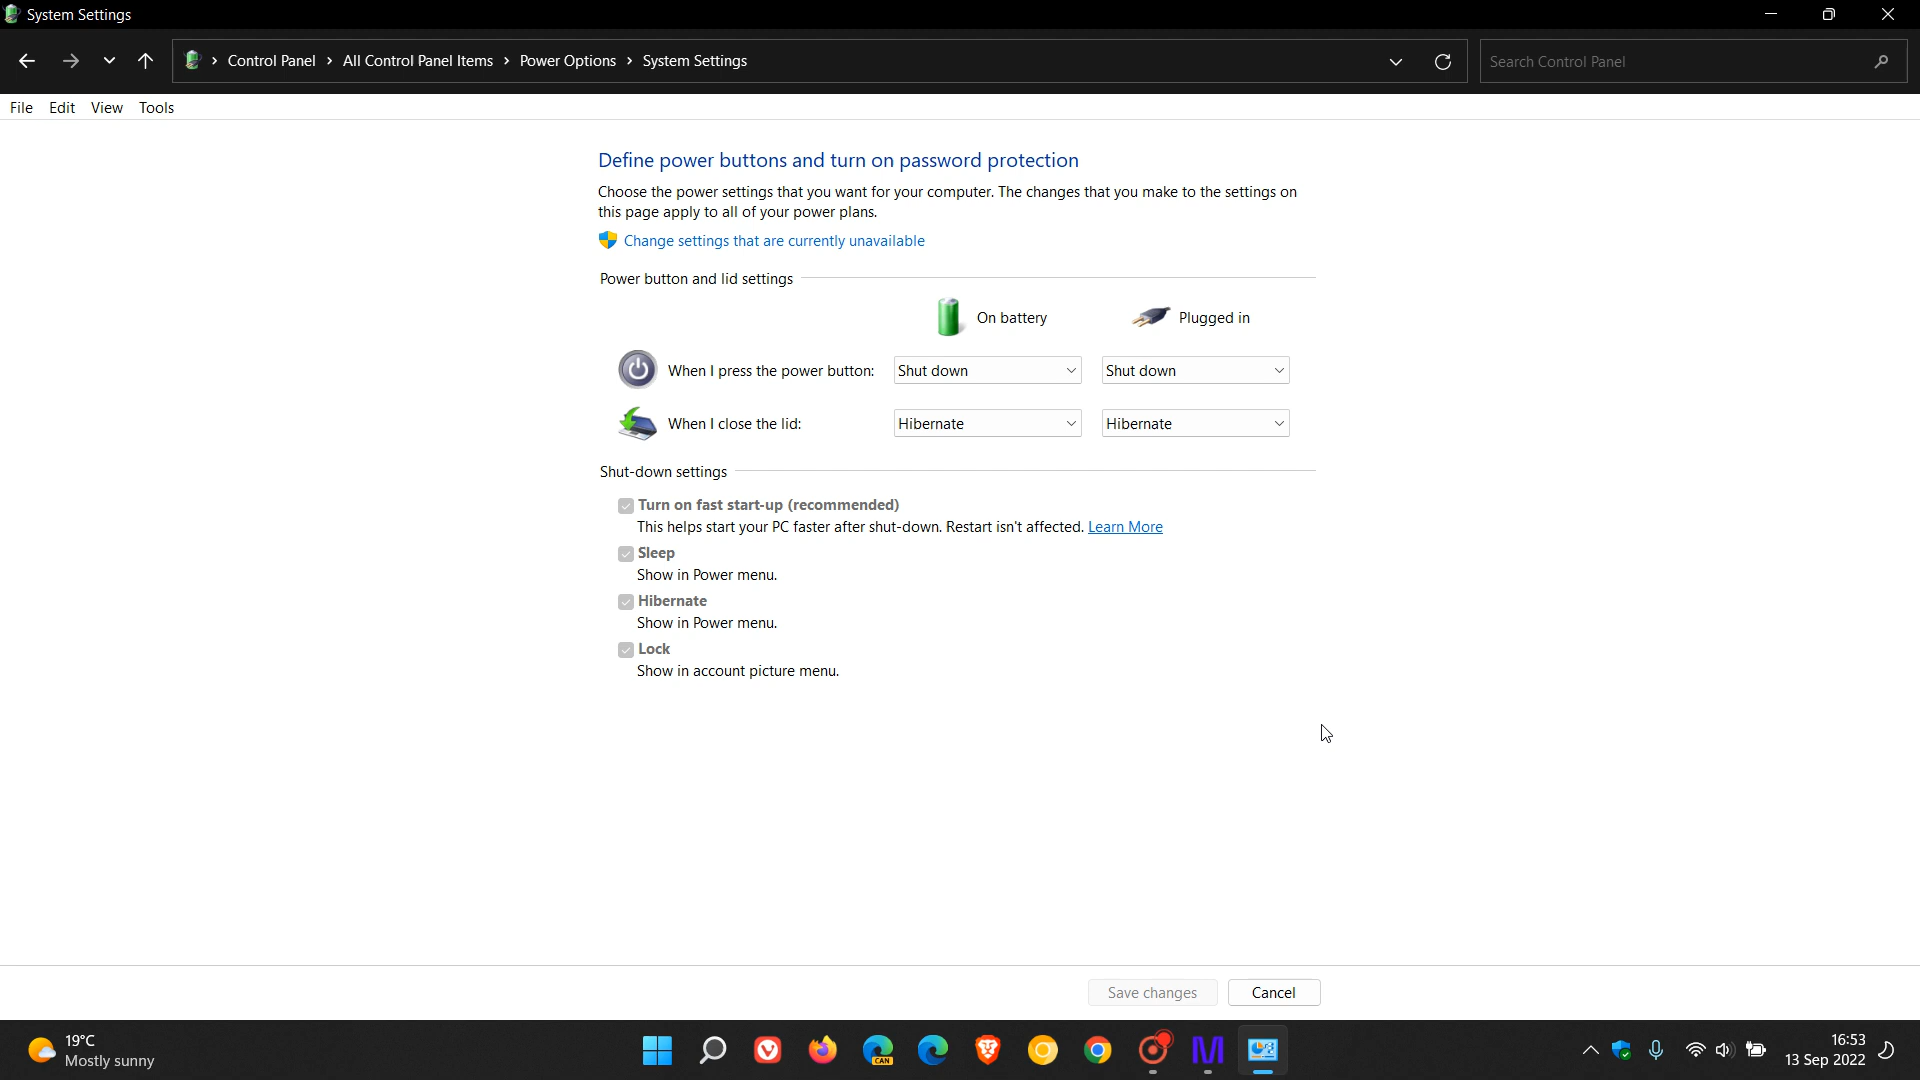 System Settings
Control Panel > All Control Panel Items > Power Options > System Settings
Search Control Panel
File Edit View Tools
Define power buttons and turn on password protection
Choose the power settings that you want for your computer. The changes that you make to the settings on
this page apply to all of your power plans.
Change settings that are currently unavailable
Power button and lid settings
On battery Plugged in
When I press the power button: Shut down Shut down
When I close the lid: Hibernate Hibernate
Shut-down settings
Turn on fast start-up (recommended)
This helps start your PC faster after shut-down. Restart isn't affected. Learn More
Sleep
Show in Power menu.
Hibernate
Show in Power menu.
Lock
Show in account picture menu.
Save changes Cancel
19°C
Mostly sunny
CAN
16:53
13 Sep 2022